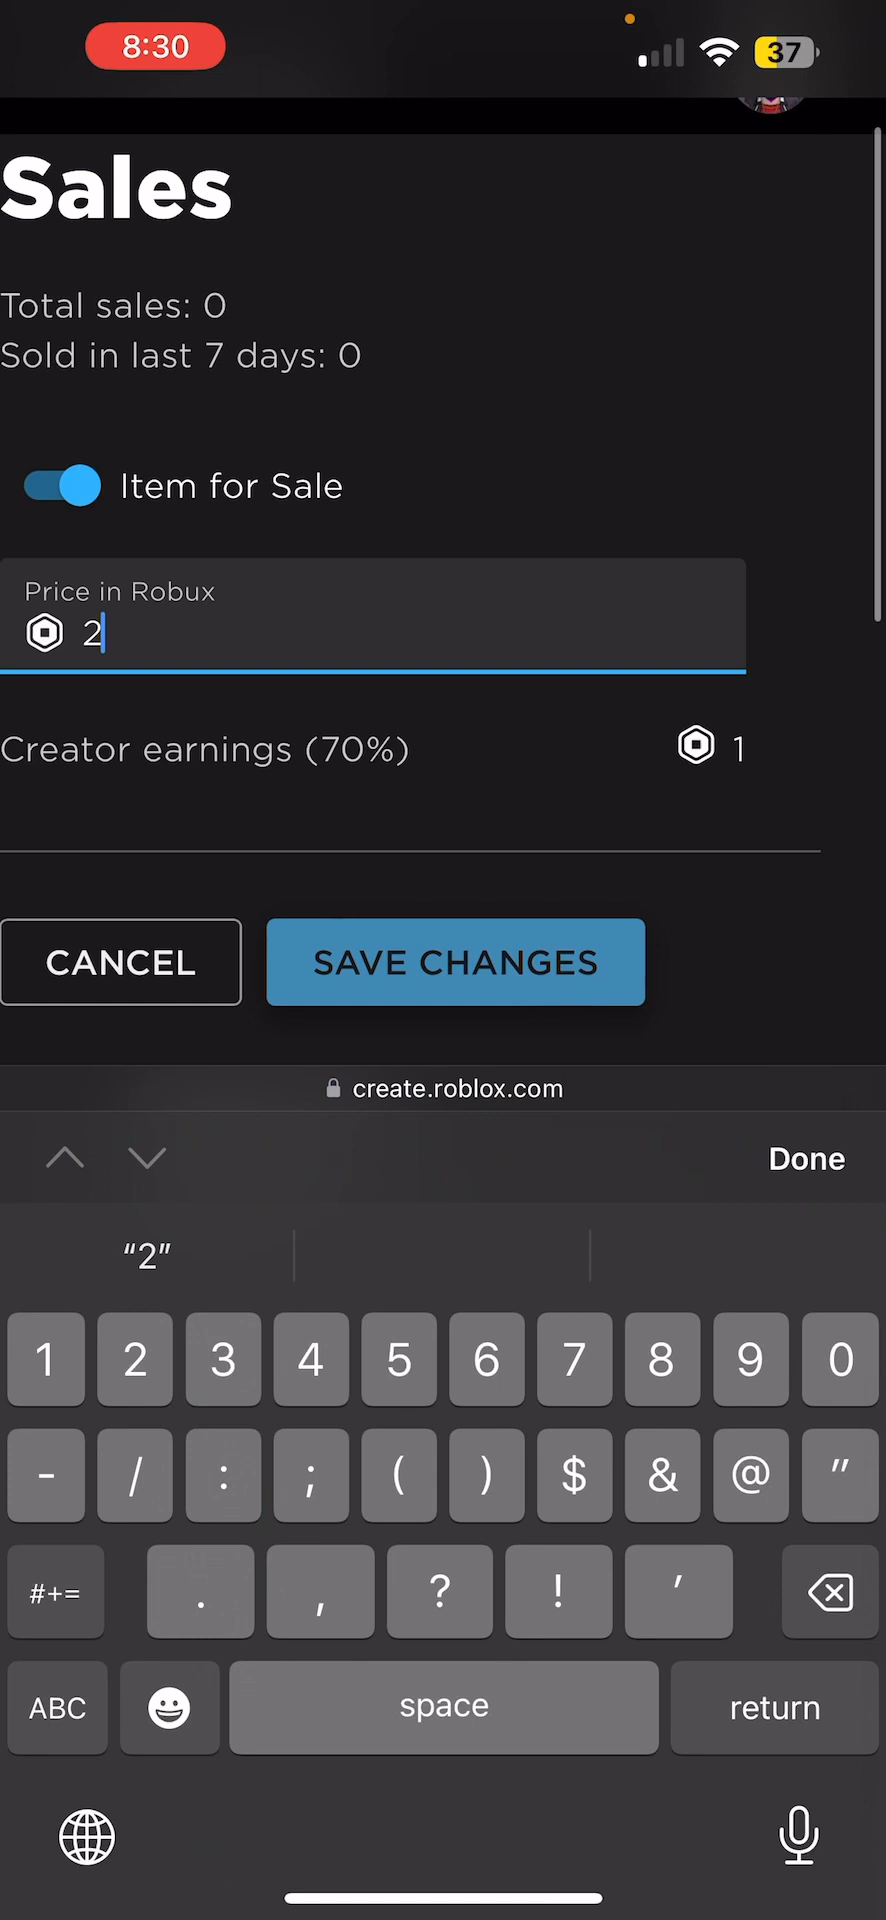 8:30
37
Sales
Total sales: 0
Sold in last 7 days: 0
Item for Sale
Price in Robux
2
Creator earnings (70%) 1
CANCEL SAVE CHANGES
create.roblox.com
Done
“2”
1 2 3 4 5 6 7 8 9 0
- / : ; ( ) $ & @ "
#+= . , ? ! '
ABC space return